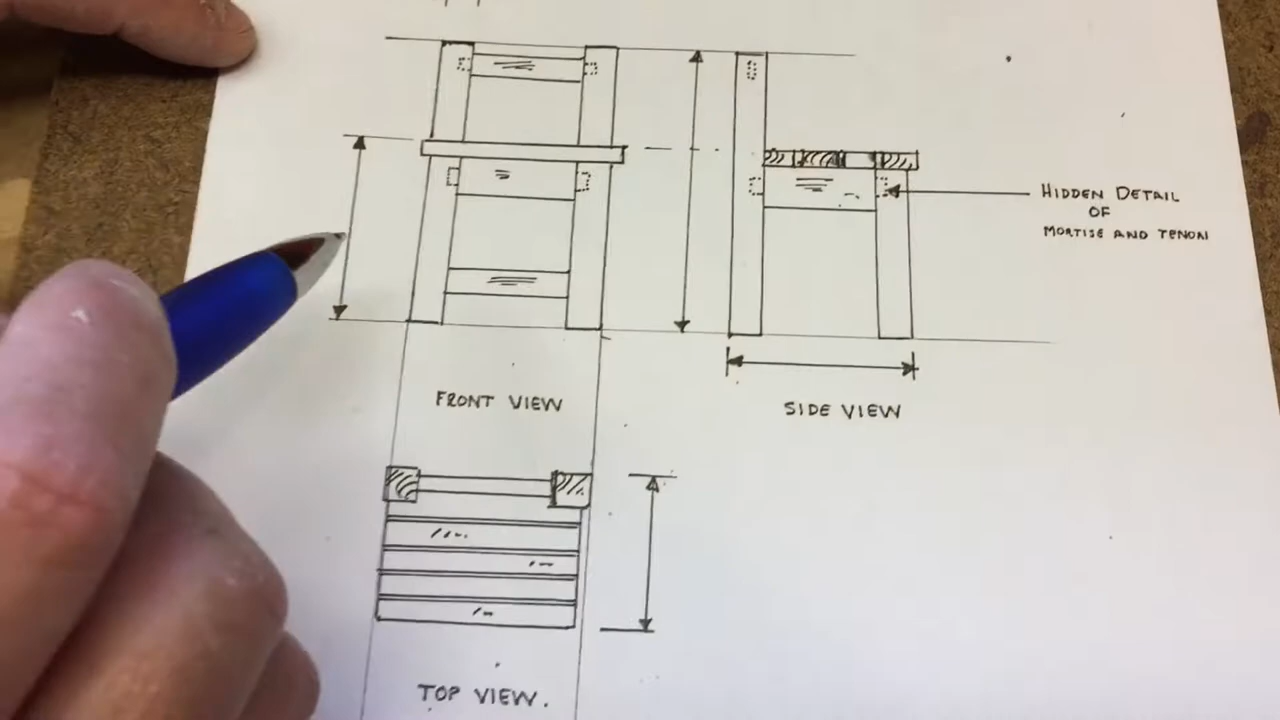 HIDDEN DETAIL
OF
MORTISE AND TENON
FRONT VIEW
SIDE VIEW
TOP VIEW.